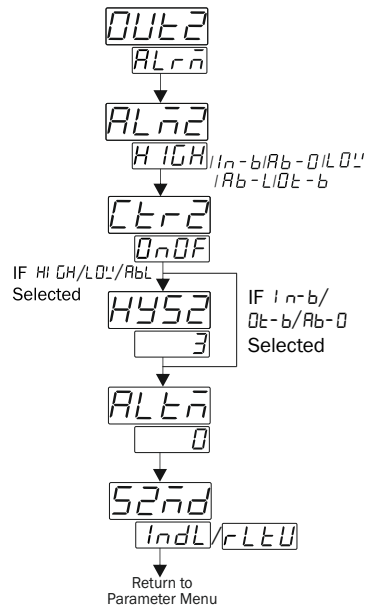 OUt2
ALrm
ALm2
HIGH/In-b/Ab-O/LOW
/Ab-L/Ot-b
Ctr2
OnOF
IF HIGH/LOW/AbL
Selected
IF In-b/
Ot-b/Ab-O
Selected
HYS2
3
ALtm
0
S2md
IndL/rLtU
Return to
Parameter Menu